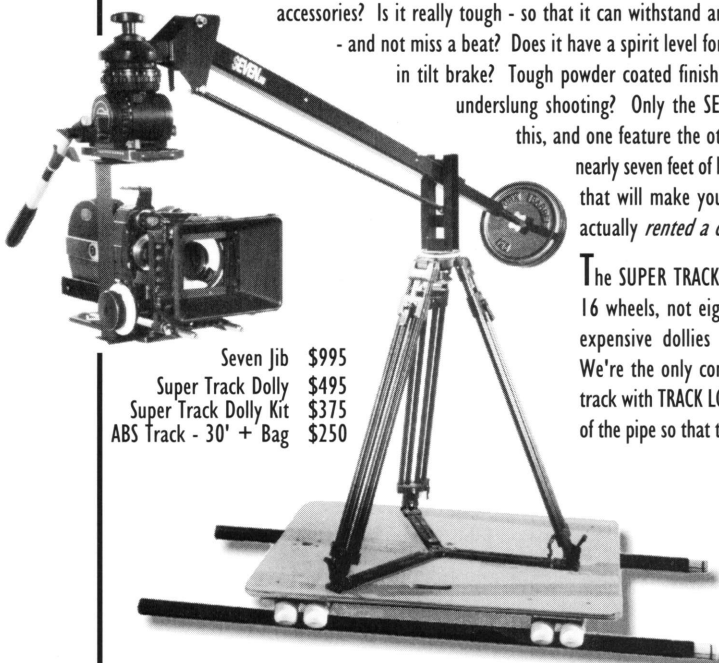 accessories? Is it really tough - so that it can withstand
- and not miss a beat? Does it have a spirit level for
in tilt brake? Tough powder coated finish
underslung shooting? Only the SE
this, and one feature the ot
nearly seven feet of
that will make you
actually rented a
The SUPER TRACK
16 wheels, not eig
expensive dollies
We're the only con
track with TRACK LO
of the pipe so that t
SEVEN
Seven Jib $995
Super Track Dolly $495
Super Track Dolly Kit $375
ABS Track - 30' + Bag $250